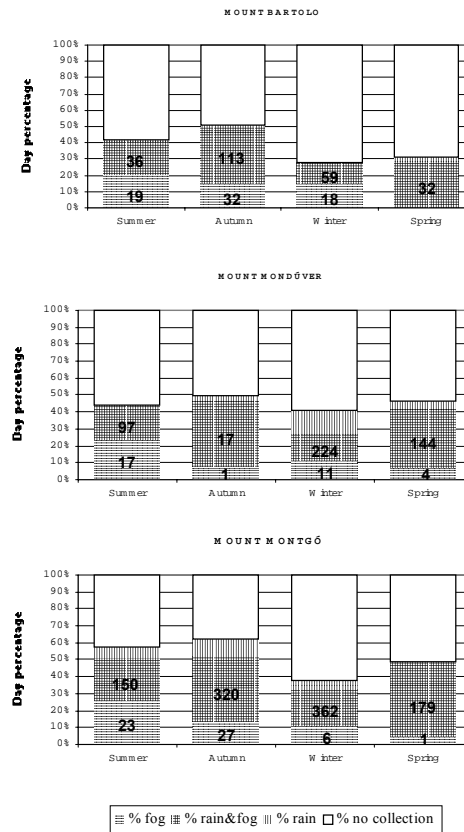 MOUNT BARTOLO
Day percentage
100%
90%
80%
70%
60%
50%
40%
30%
20%
10%
0%
36 113 59 32
19 32 18
Summer Autumn Winter Spring
MOUNT MONDŰVER
Day percentage
100%
90%
80%
70%
60%
50%
40%
30%
20%
10%
0%
97 17 224 144
17 1 11 4
Summer Autumn Winter Spring
MOUNT MONTGŐ
Day percentage
100%
90%
80%
70%
60%
50%
40%
30%
20%
10%
0%
150 320 362 179
23 27 6 1
Summer Autumn Winter Spring
% fog % rain&fog % rain % no collection